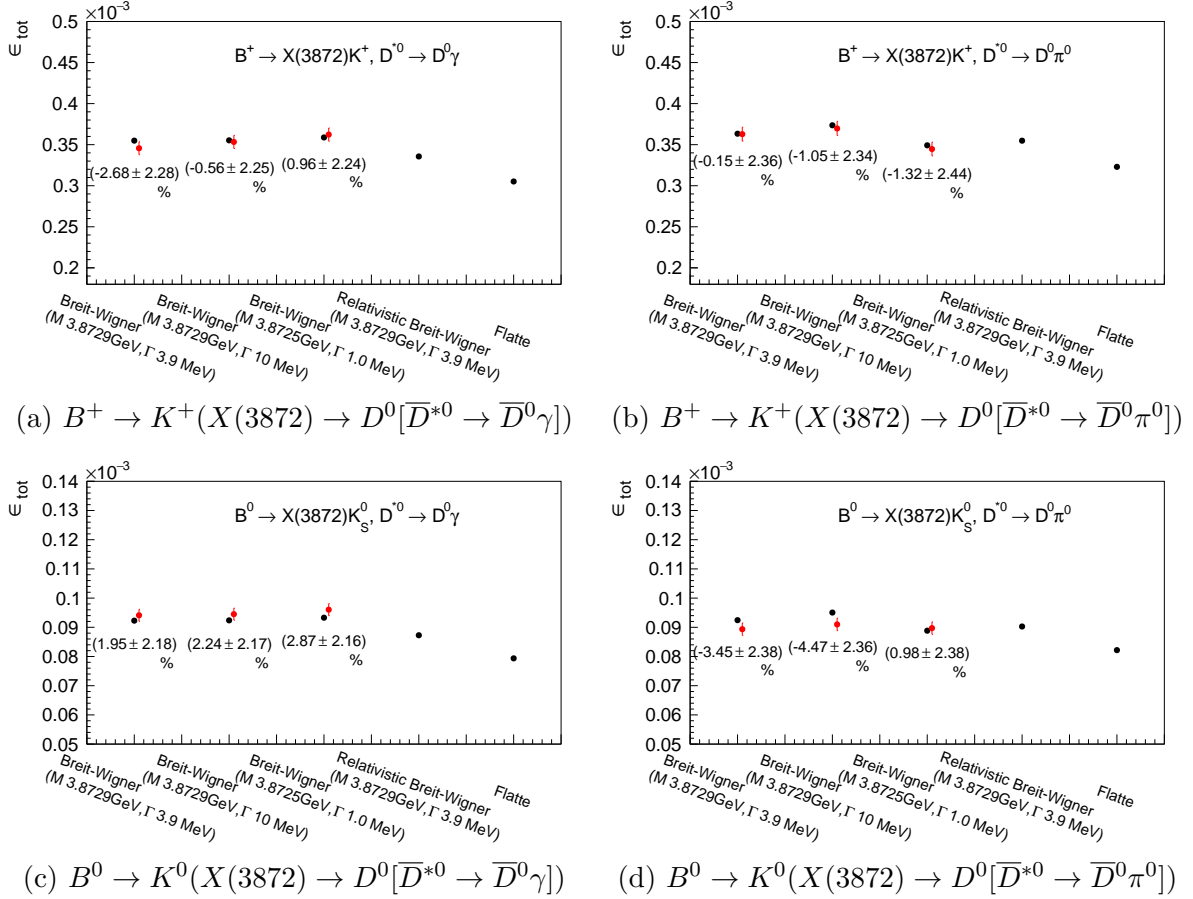 ×10⁻³
∈tot
0.5
0.45
0.4
0.35
0.3
0.25
0.2
B⁺ → X(3872)K⁺, D*⁰ → D⁰γ
(-2.68 ± 2.28) %
(-0.56 ± 2.25) %
(0.96 ± 2.24) %
Breit-Wigner
(M 3.8729GeV, Γ 3.9 MeV)
Breit-Wigner
(M 3.8729GeV, Γ 10 MeV)
Breit-Wigner
(M 3.8725GeV, Γ 1.0 MeV)
Relativistic Breit-Wigner
(M 3.8729GeV, Γ 3.9 MeV)
Flatte
(a) B⁺ → K⁺(X(3872) → D⁰[D̅*⁰ → D̅⁰γ])
×10⁻³
∈tot
0.5
0.45
0.4
0.35
0.3
0.25
0.2
B⁺ → X(3872)K⁺, D*⁰ → D⁰π⁰
(-0.15 ± 2.36) %
(-1.05 ± 2.34) %
(-1.32 ± 2.44) %
Breit-Wigner
(M 3.8729GeV, Γ 3.9 MeV)
Breit-Wigner
(M 3.8729GeV, Γ 10 MeV)
Breit-Wigner
(M 3.8725GeV, Γ 1.0 MeV)
Relativistic Breit-Wigner
(M 3.8729GeV, Γ 3.9 MeV)
Flatte
(b) B⁺ → K⁺(X(3872) → D⁰[D̅*⁰ → D̅⁰π⁰])
×10⁻³
∈tot
0.14
0.13
0.12
0.11
0.1
0.09
0.08
0.07
0.06
0.05
B⁰ → X(3872)K⁰S, D*⁰ → D⁰γ
(1.95 ± 2.18) %
(2.24 ± 2.17) %
(2.87 ± 2.16) %
Breit-Wigner
(M 3.8729GeV, Γ 3.9 MeV)
Breit-Wigner
(M 3.8729GeV, Γ 10 MeV)
Breit-Wigner
(M 3.8725GeV, Γ 1.0 MeV)
Relativistic Breit-Wigner
(M 3.8729GeV, Γ 3.9 MeV)
Flatte
(c) B⁰ → K⁰(X(3872) → D⁰[D̅*⁰ → D̅⁰γ])
×10⁻³
∈tot
0.14
0.13
0.12
0.11
0.1
0.09
0.08
0.07
0.06
0.05
B⁰ → X(3872)K⁰S, D*⁰ → D⁰π⁰
(-3.45 ± 2.38) %
(-4.47 ± 2.36) %
(0.98 ± 2.38) %
Breit-Wigner
(M 3.8729GeV, Γ 3.9 MeV)
Breit-Wigner
(M 3.8729GeV, Γ 10 MeV)
Breit-Wigner
(M 3.8725GeV, Γ 1.0 MeV)
Relativistic Breit-Wigner
(M 3.8729GeV, Γ 3.9 MeV)
Flatte
(d) B⁰ → K⁰(X(3872) → D⁰[D̅*⁰ → D̅⁰π⁰])